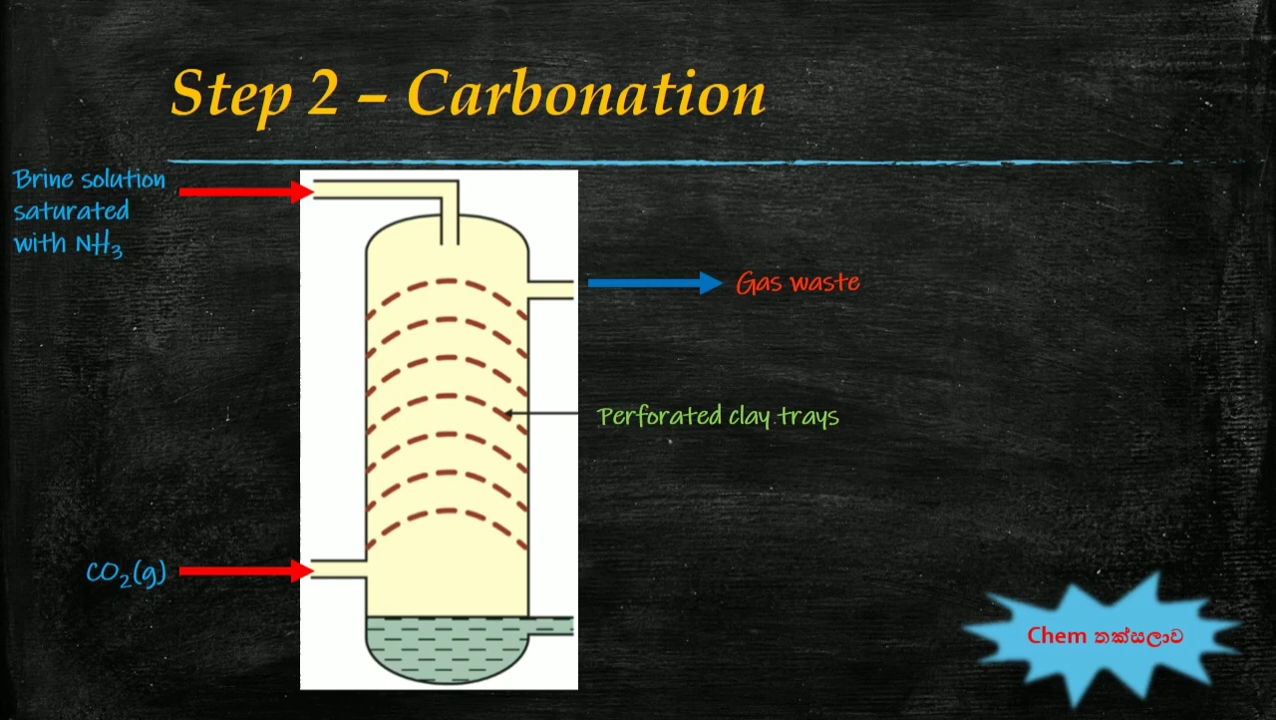 Step 2 – Carbonation
Brine solution
saturated
with NH₃
Gas waste
Perforated clay trays
CO₂(g)
Chem තක්සලාව